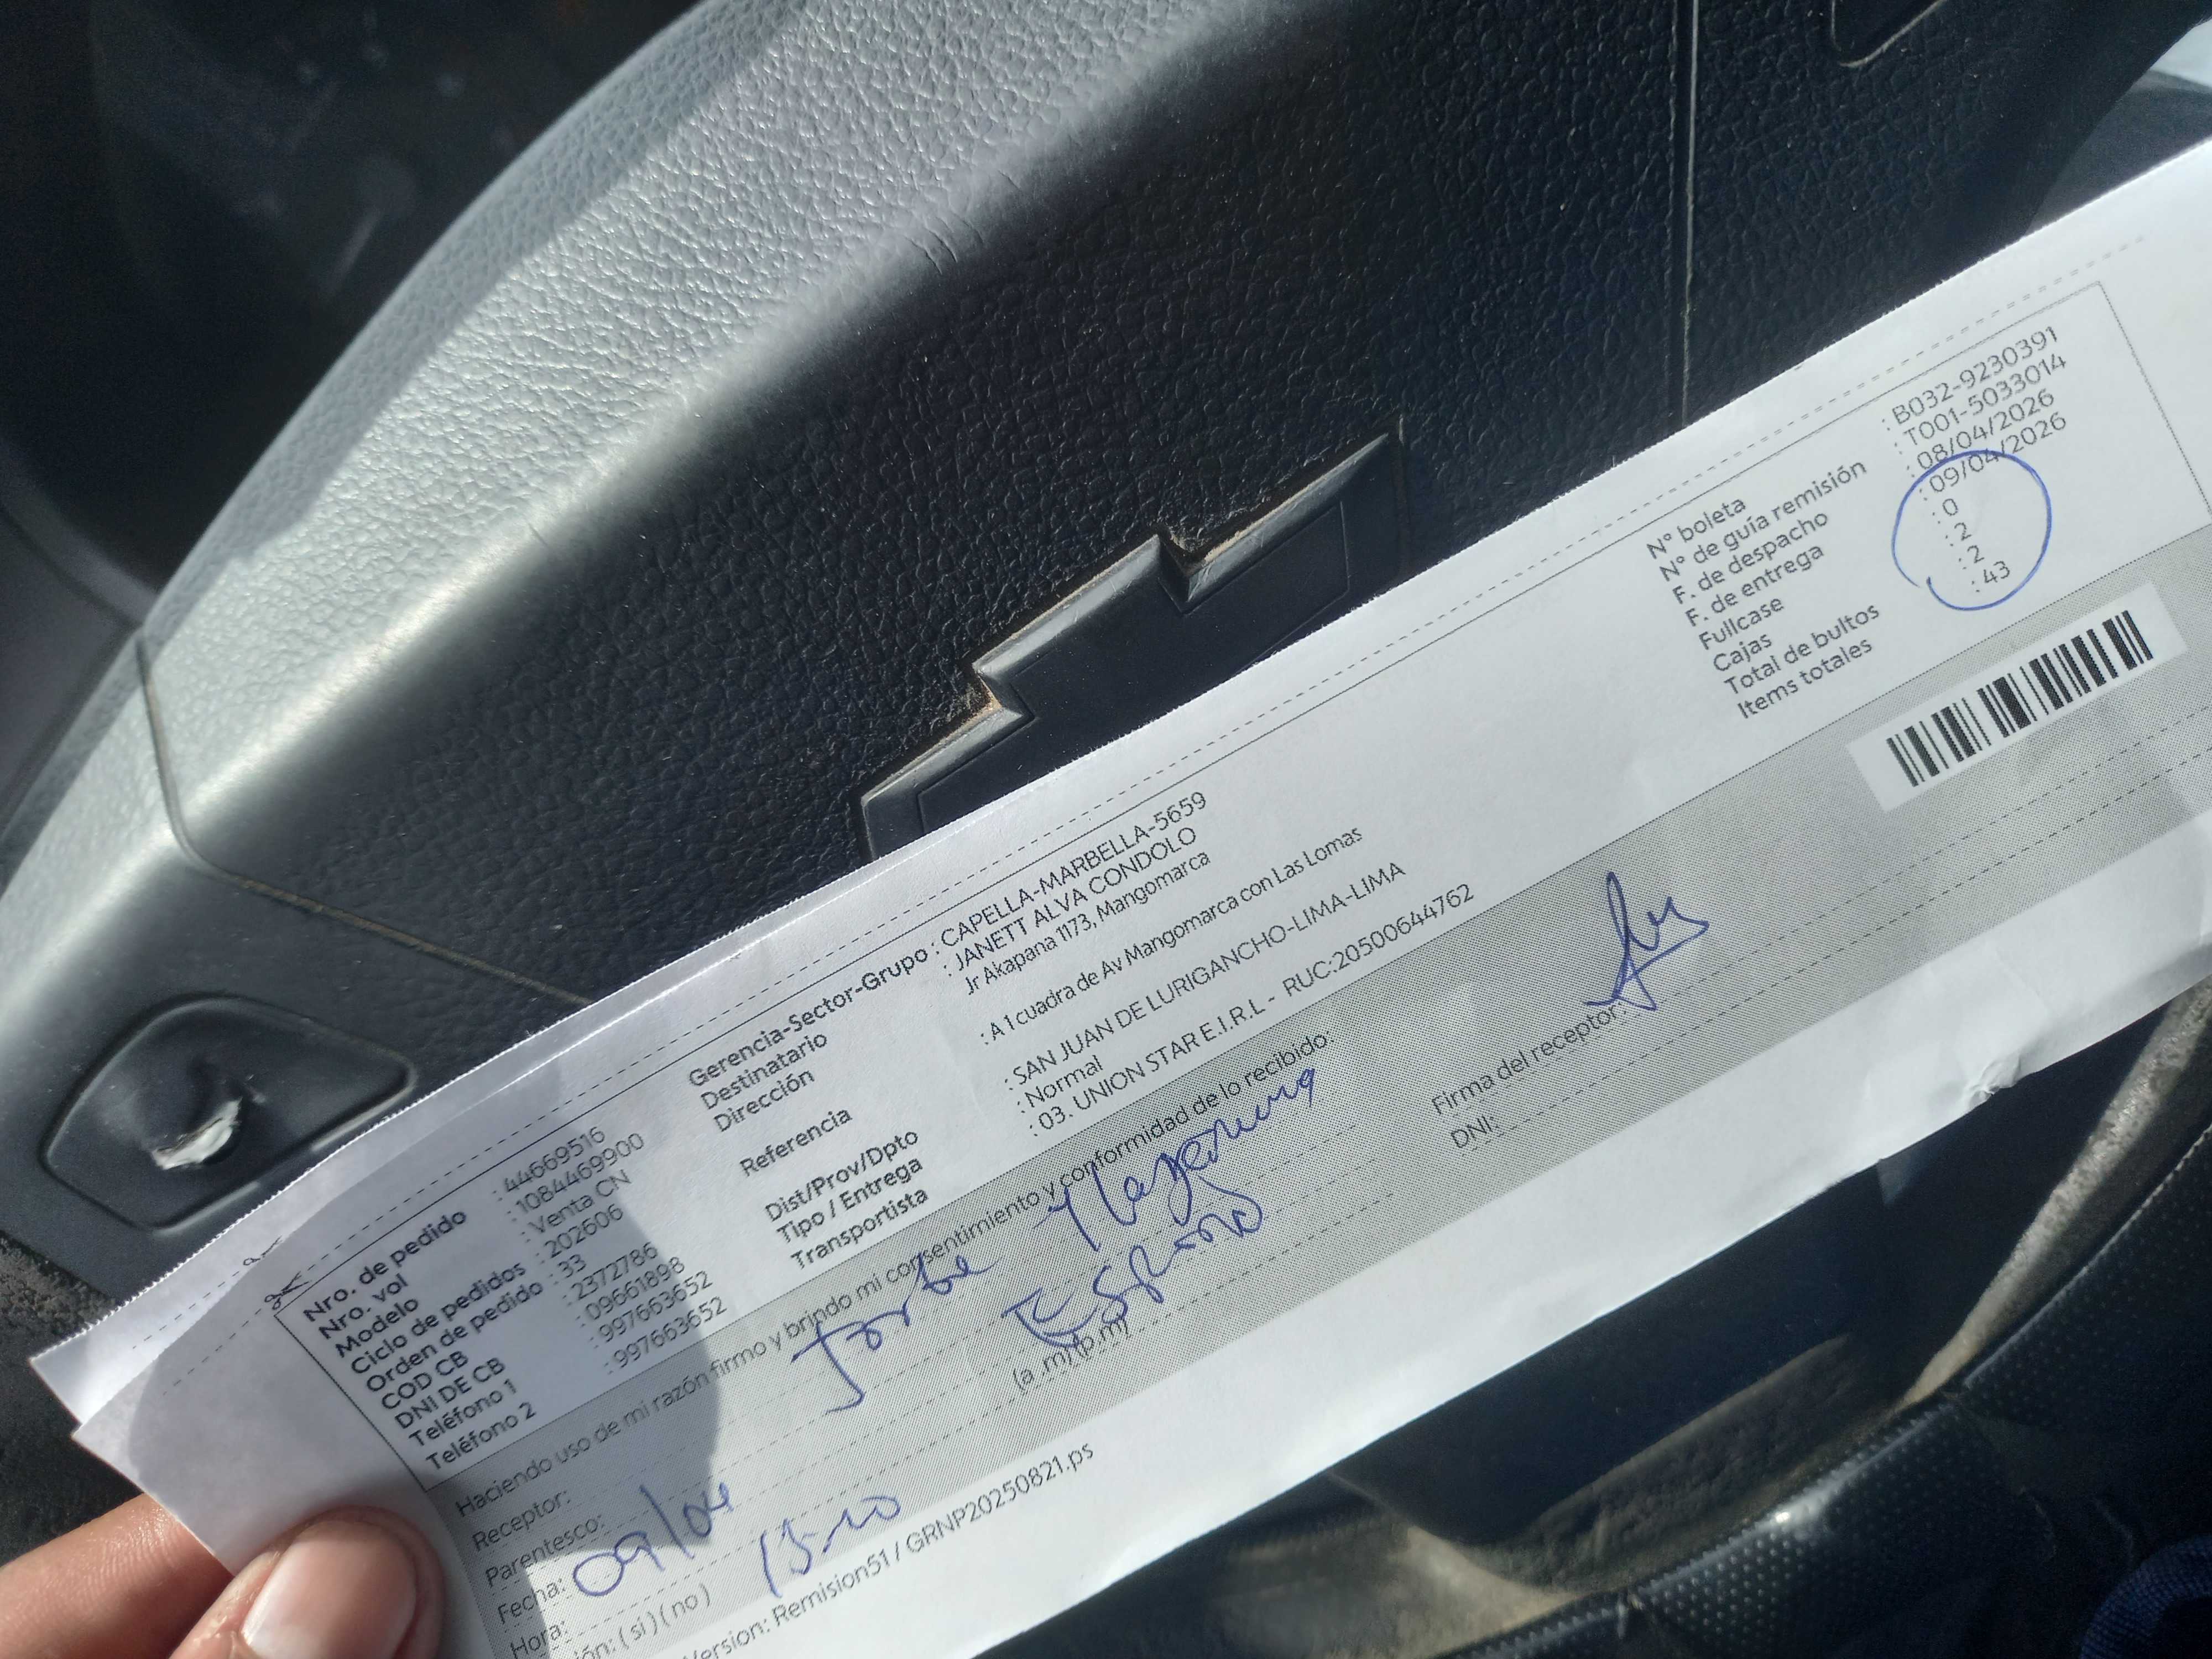 Nro. de pedido : 44669516
Nro. vol : 1084469900
Modelo : Venta CN
Ciclo de pedidos : 202606
Orden de pedido : 33
COD CB : 2372786
DNI DE CB : 09661898
Teléfono 1 : 997663652
Teléfono 2 : 997663652
Gerencia-Sector-Grupo : CAPELLA-MARBELLA-5659
Destinatario : JANETT ALVA CONDOLO
Dirección Jr Akapana 1173, Mangomarca
Referencia : A 1 cuadra de Av Mangomarca con Las Lomas
Dist/Prov/Dpto : SAN JUAN DE LURIGANCHO-LIMA-LIMA
Tipo / Entrega : Normal
Transportista : 03. UNION STAR E.I.R.L - RUC:20500644762
N° boleta : B032-9230391
N° de guía remisión : T001-5033014
F. de despacho : 08/04/2026
F. de entrega : 09/04/2026
Fullcase : 0
Cajas : 2
Total de bultos : 2
Items totales : 43
Haciendo uso de mi razón firmo y brindo mi consentimiento y conformidad de lo recibido:
Receptor: Jorge
Parentesco: Esposo
Fecha: 09/04
Hora: 13:10 (a .m)(p.m)
ión: ( si ) ( no )
Firma del receptor:
DNI:
Version: Remision51 / GRNP20250821.ps